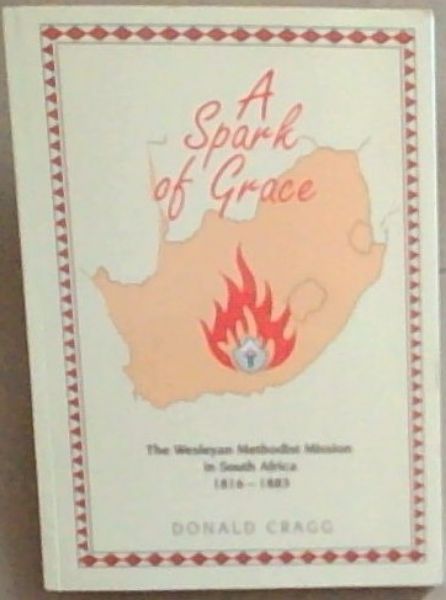 A
Spark
of Grace
The Wesleyan Methodist Mission
in South Africa
1816 – 1883
DONALD CRAGG